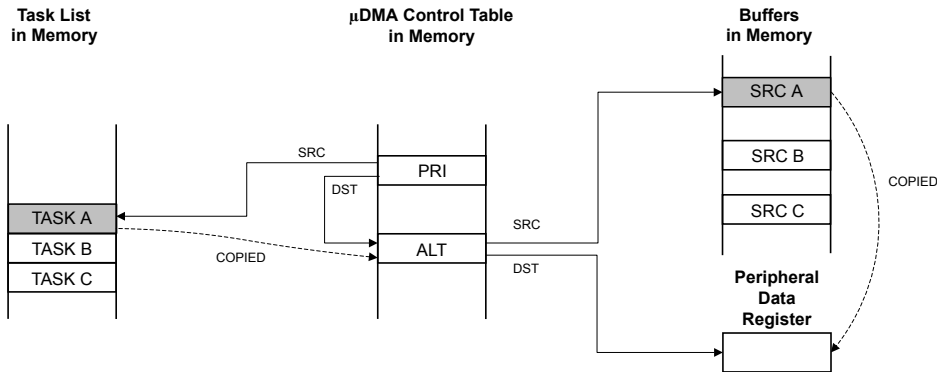 Task List
in Memory
µDMA Control Table
in Memory
Buffers
in Memory
SRC A
SRC
PRI
SRC B
DST
COPIED
TASK A
SRC C
SRC
TASK B
ALT
COPIED
DST
TASK C
Peripheral
Data
Register